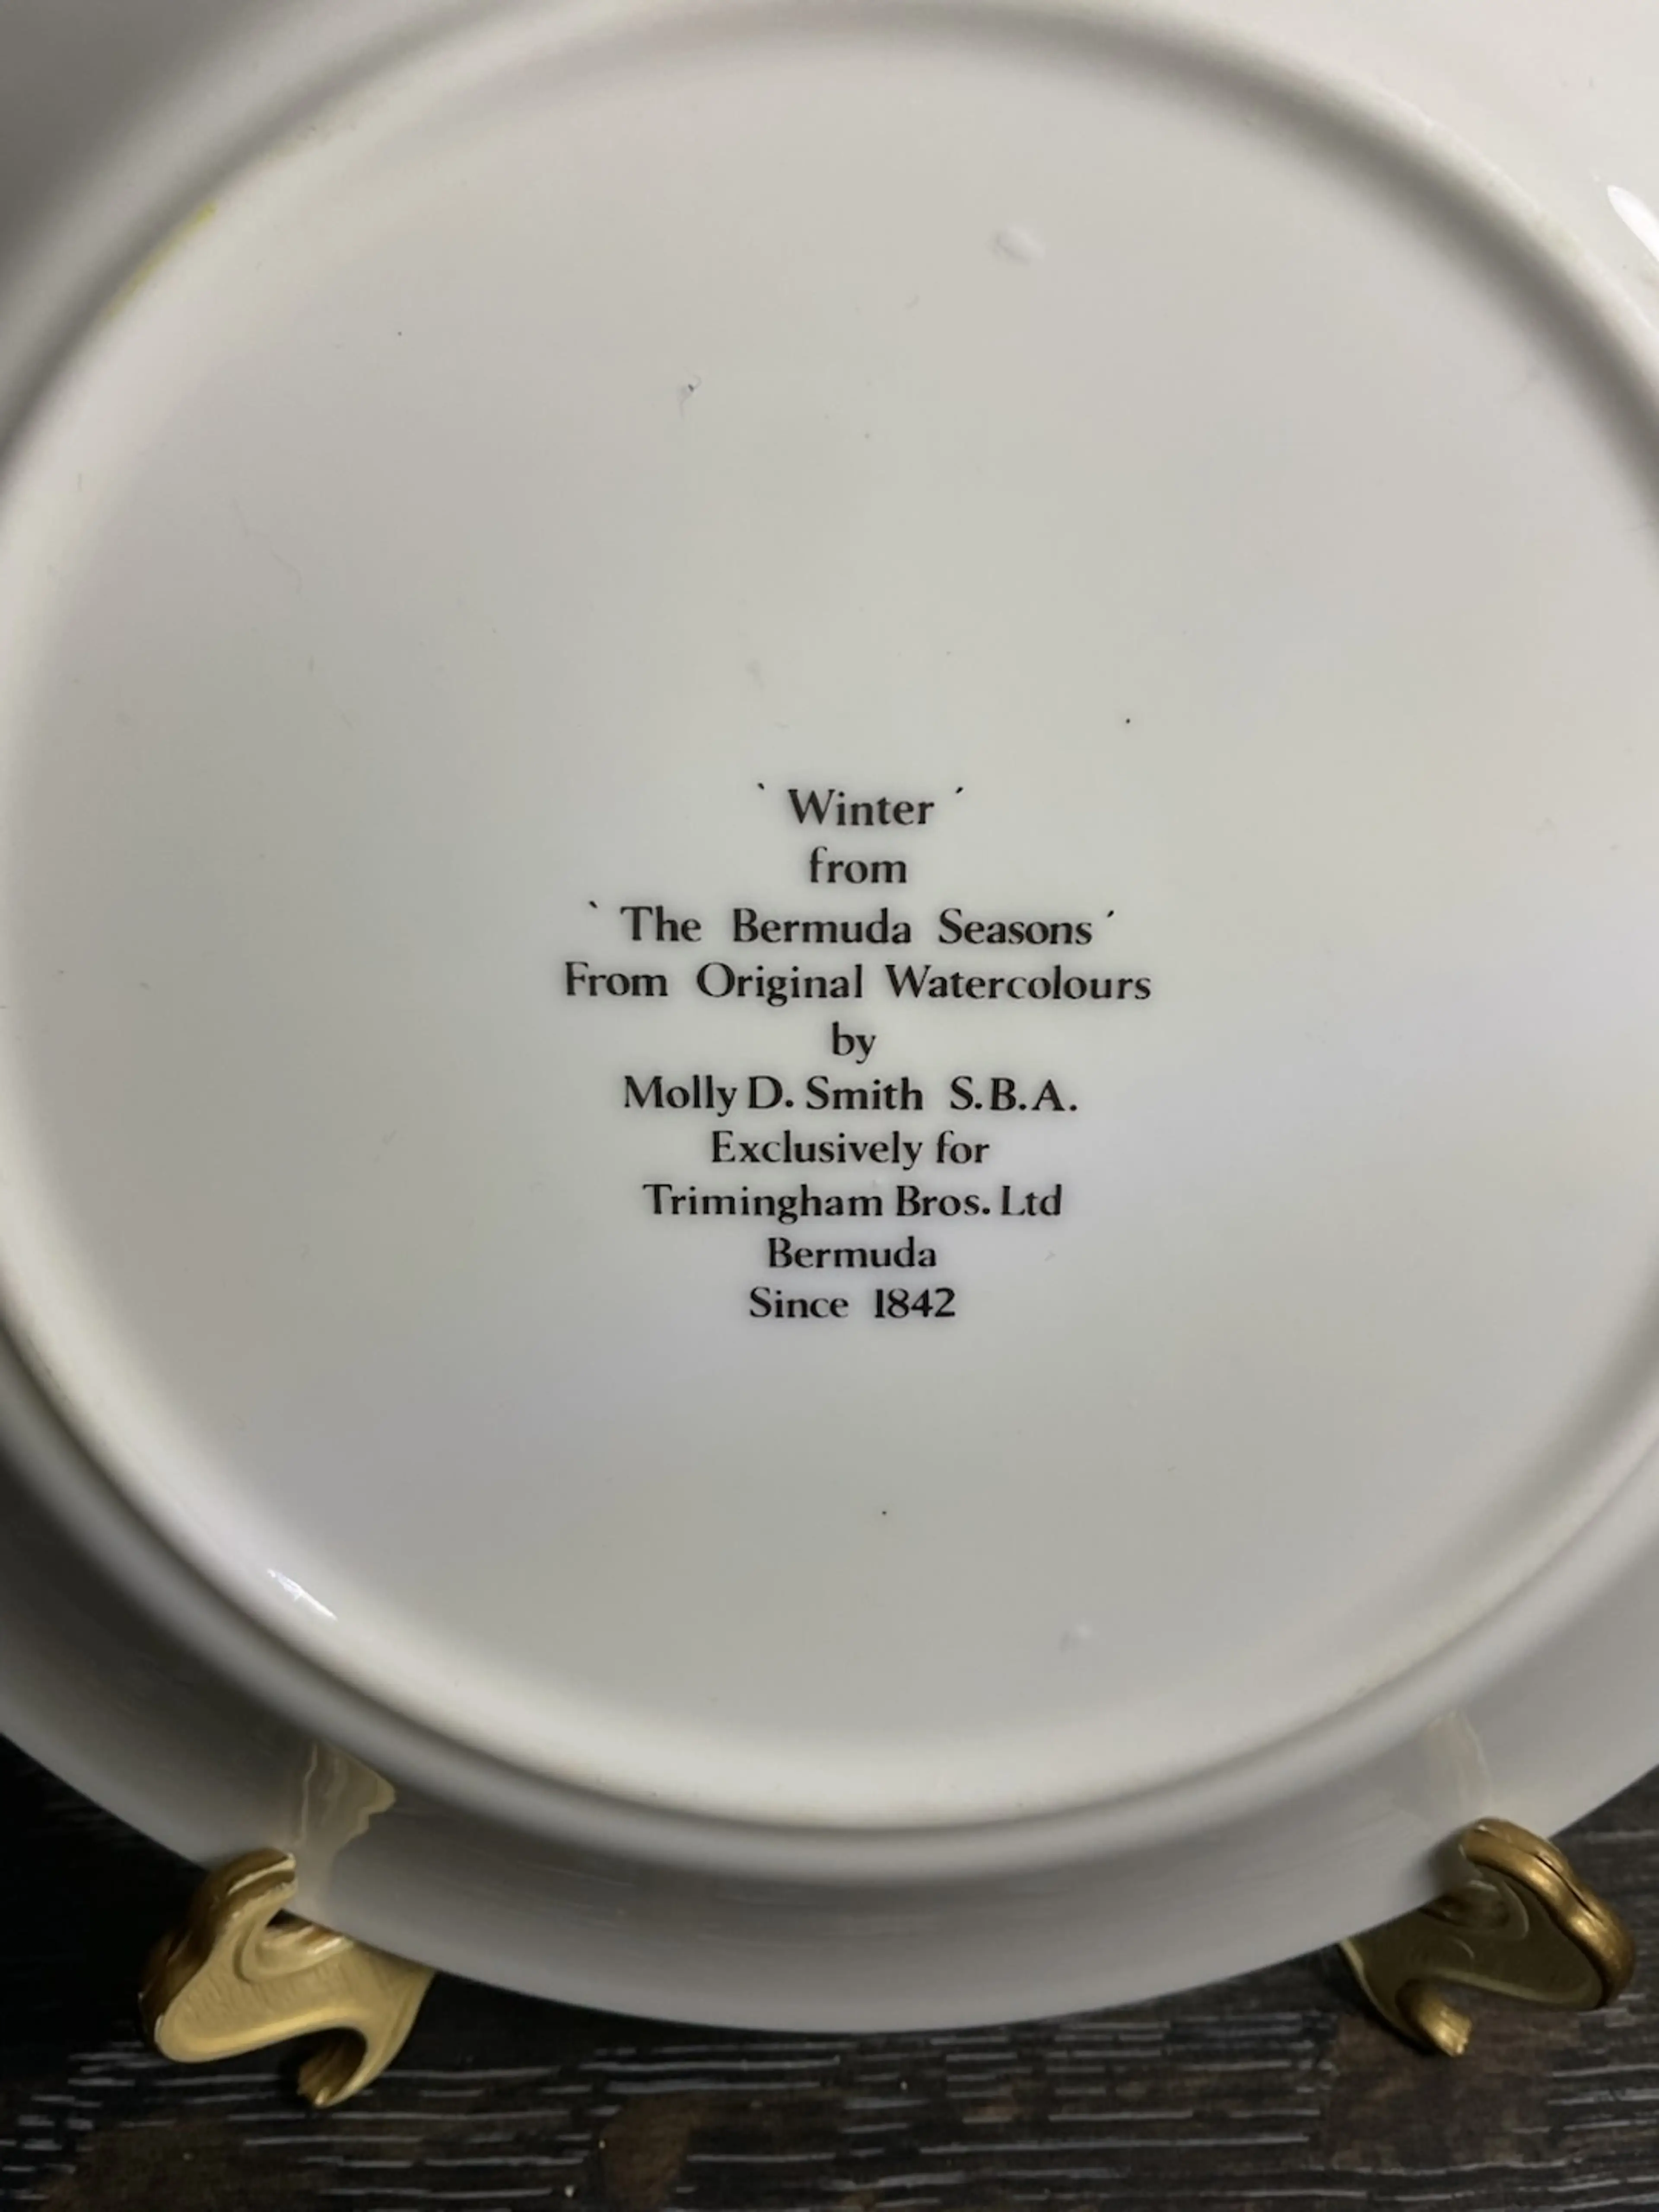 ` Winter ´
from
` The Bermuda Seasons ´
From Original Watercolours
by
Molly D. Smith S.B.A.
Exclusively for
Trimingham Bros. Ltd
Bermuda
Since 1842